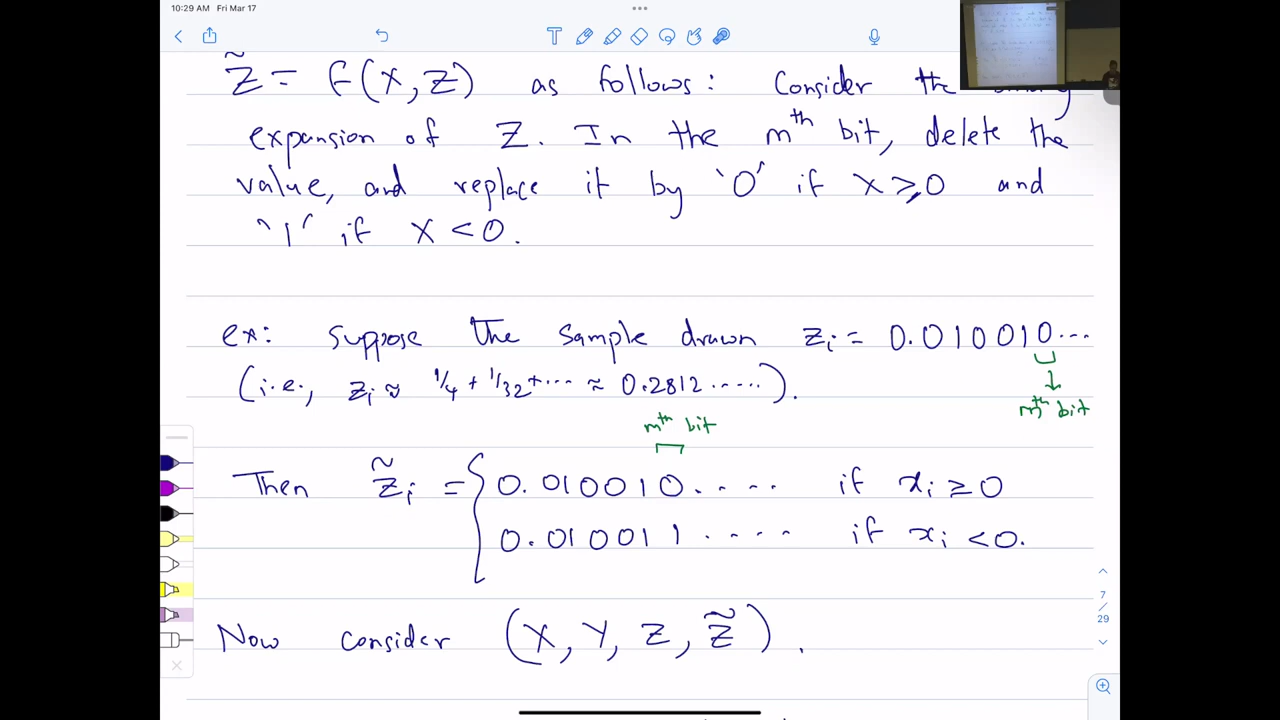 10:29 AM Fri Mar 17
Z̃ = f(X, Z) as follows: Consider the
expansion of Z. In the mᵗʰ bit, delete the
value, and replace it by '0' if X ≥ 0 and
'1' if X < 0.
ex: Suppose the sample drawn zᵢ = 0.010010...
(i.e., zᵢ ≈ 1/4 + 1/32 + ... ≈ 0.2812.....).
mᵗʰ bit
mᵗʰ bit
Then z̃ᵢ = { 0.010010.... if xᵢ ≥ 0
0.010011.... if xᵢ < 0.
Now consider (X, Y, Z, Z̃).
7
/
29